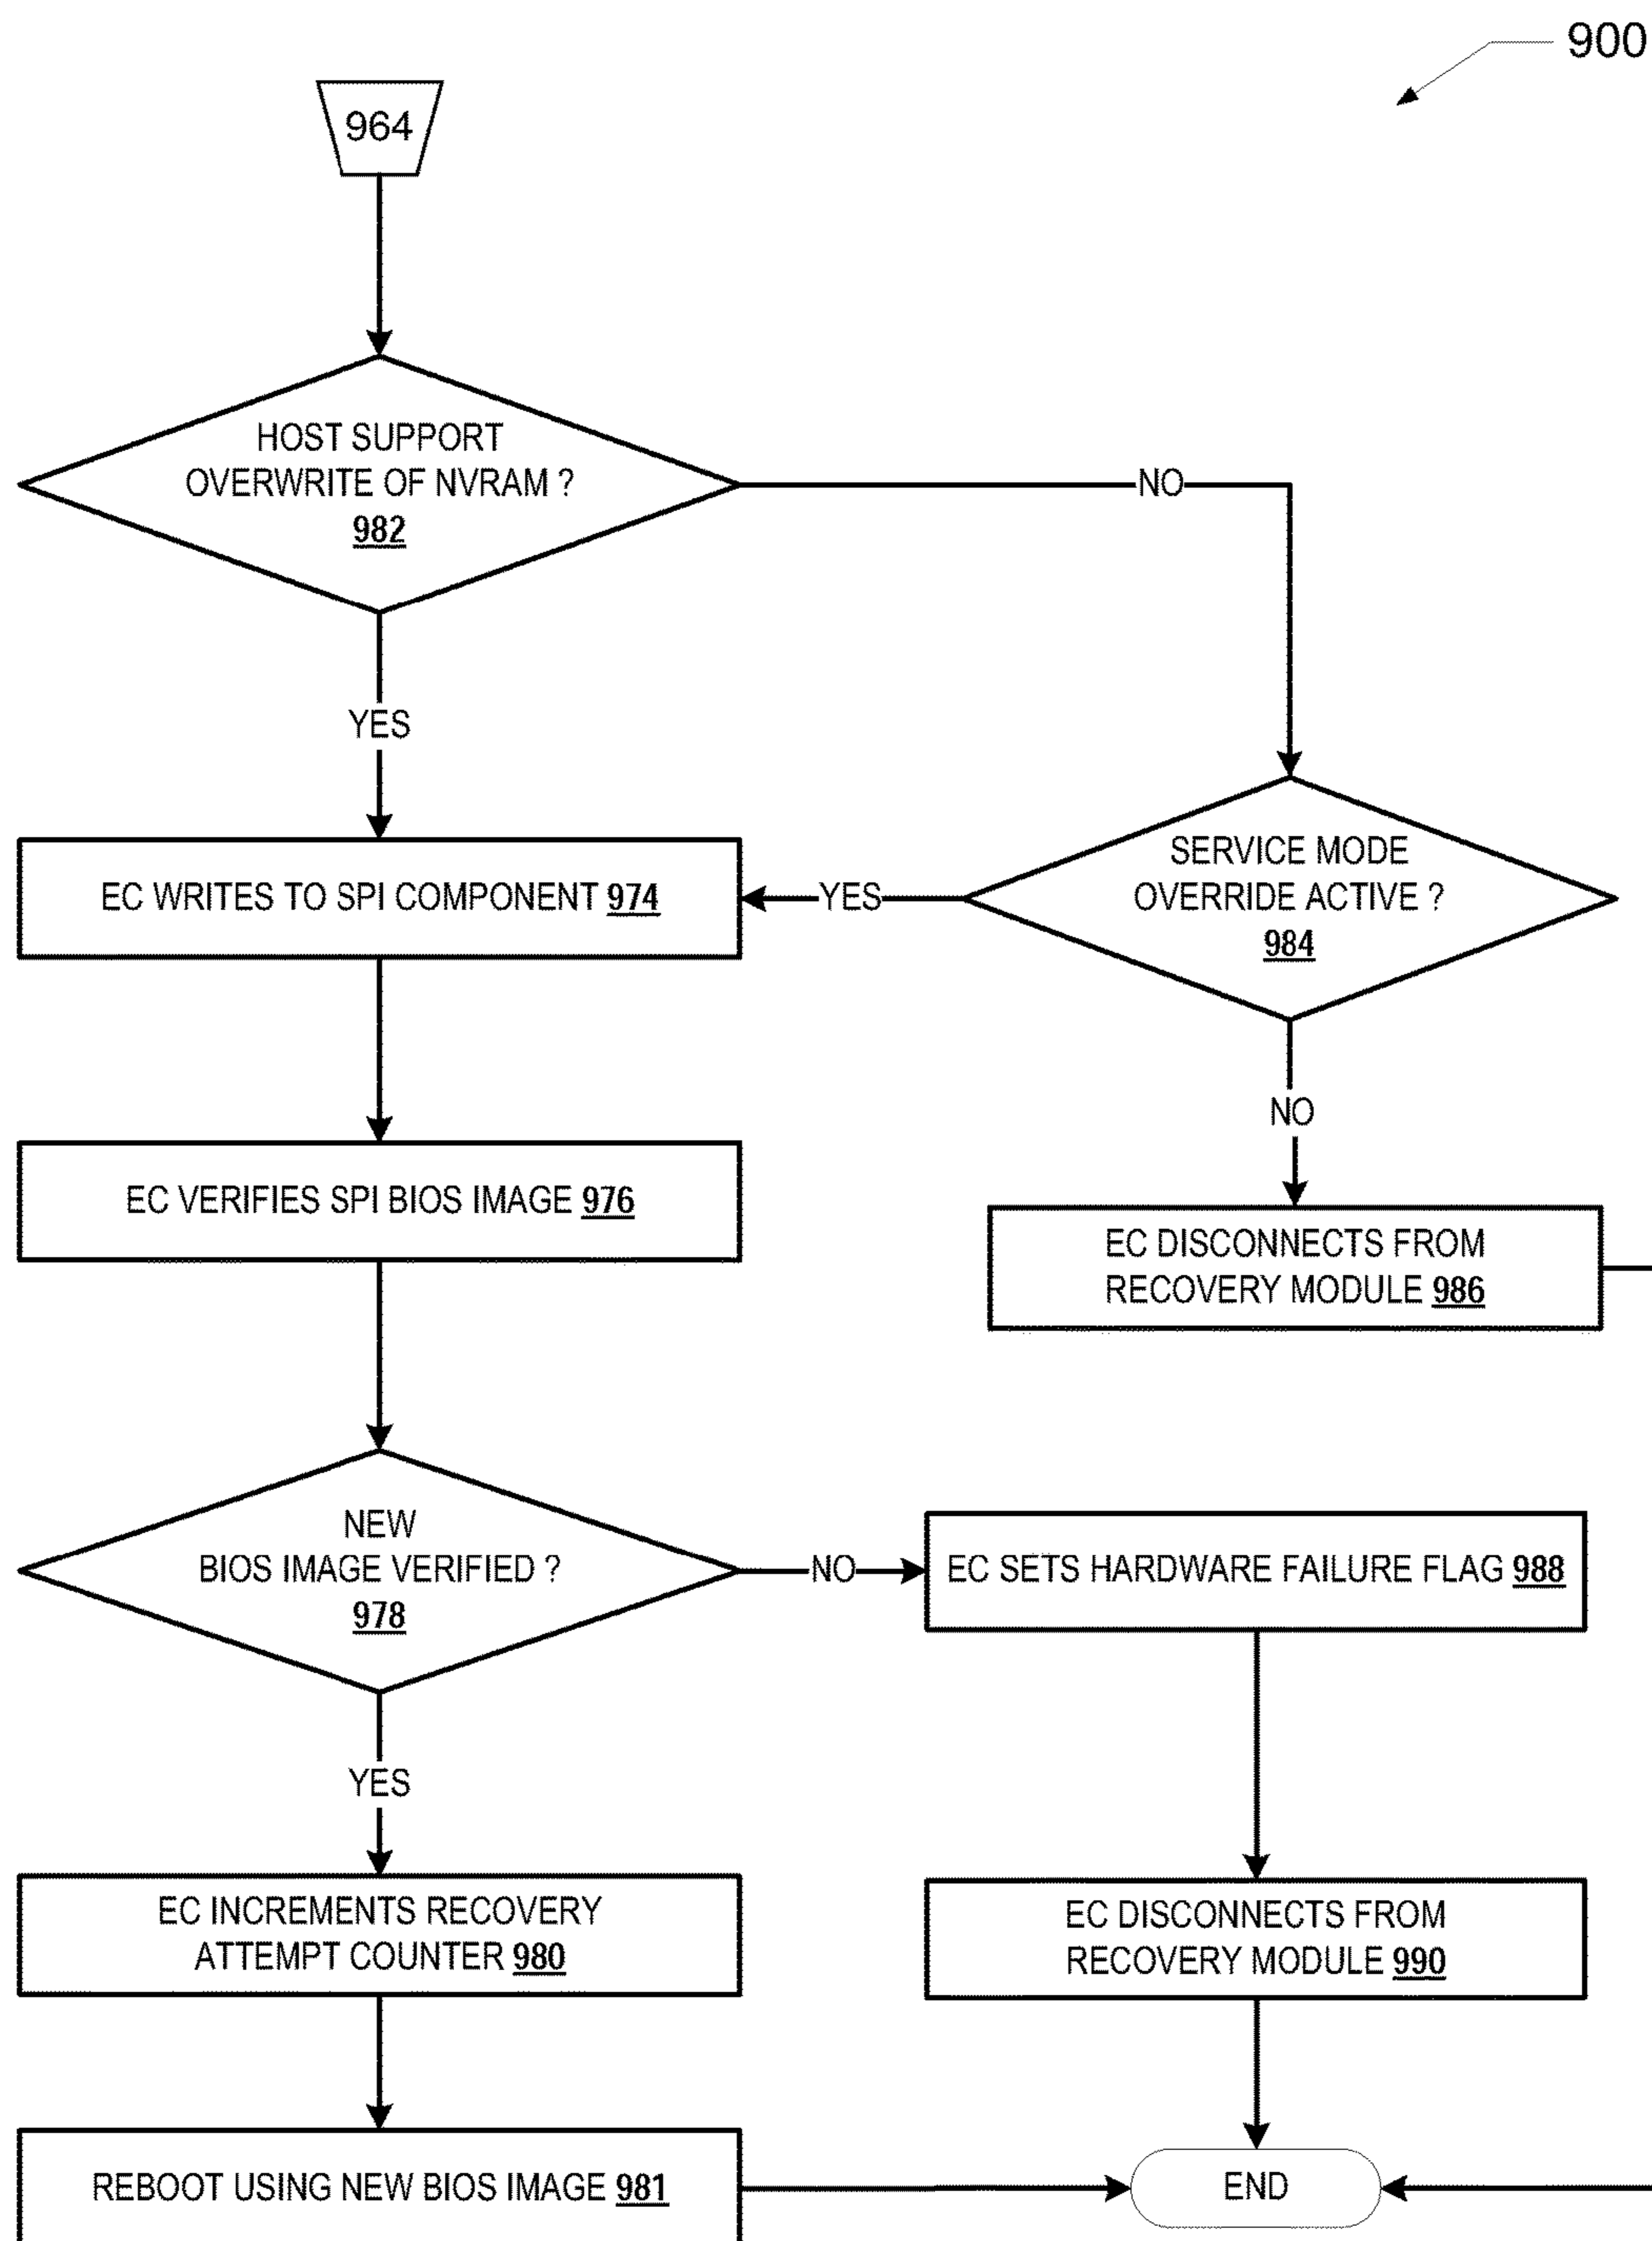 900
964
HOST SUPPORT
OVERWRITE OF NVRAM ?
982
NO
YES
SERVICE MODE
OVERRIDE ACTIVE ?
984
EC WRITES TO SPI COMPONENT 974
YES
NO
EC VERIFIES SPI BIOS IMAGE 976
EC DISCONNECTS FROM
RECOVERY MODULE 986
NEW
BIOS IMAGE VERIFIED ?
978
NO
EC SETS HARDWARE FAILURE FLAG 988
YES
EC INCREMENTS RECOVERY
ATTEMPT COUNTER 980
EC DISCONNECTS FROM
RECOVERY MODULE 990
REBOOT USING NEW BIOS IMAGE 981
END